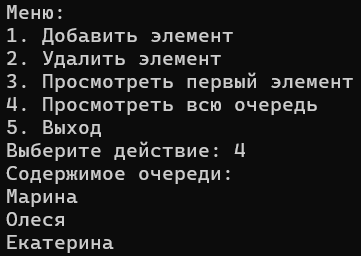 Меню:
1. Добавить элемент
2. Удалить элемент
3. Просмотреть первый элемент
4. Просмотреть всю очередь
5. Выход
Выберите действие: 4
Содержимое очереди:
Марина
Олеся
Екатерина